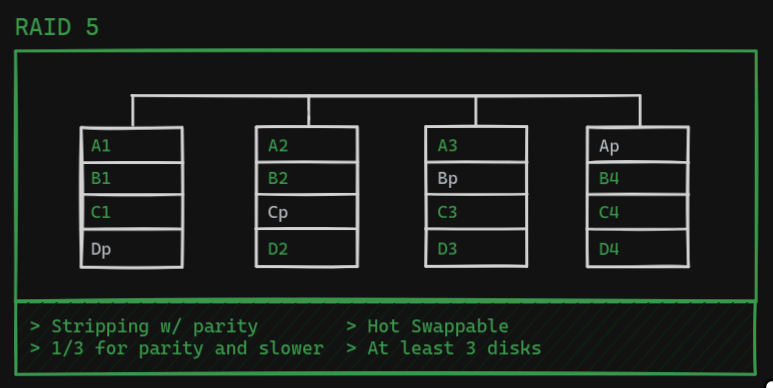 RAID 5
A1 A2 A3 Ap
B1 B2 Bp B4
C1 Cp C3 C4
Dp D2 D3 D4
> Stripping w/ parity > Hot Swappable
> 1/3 for parity and slower > At least 3 disks